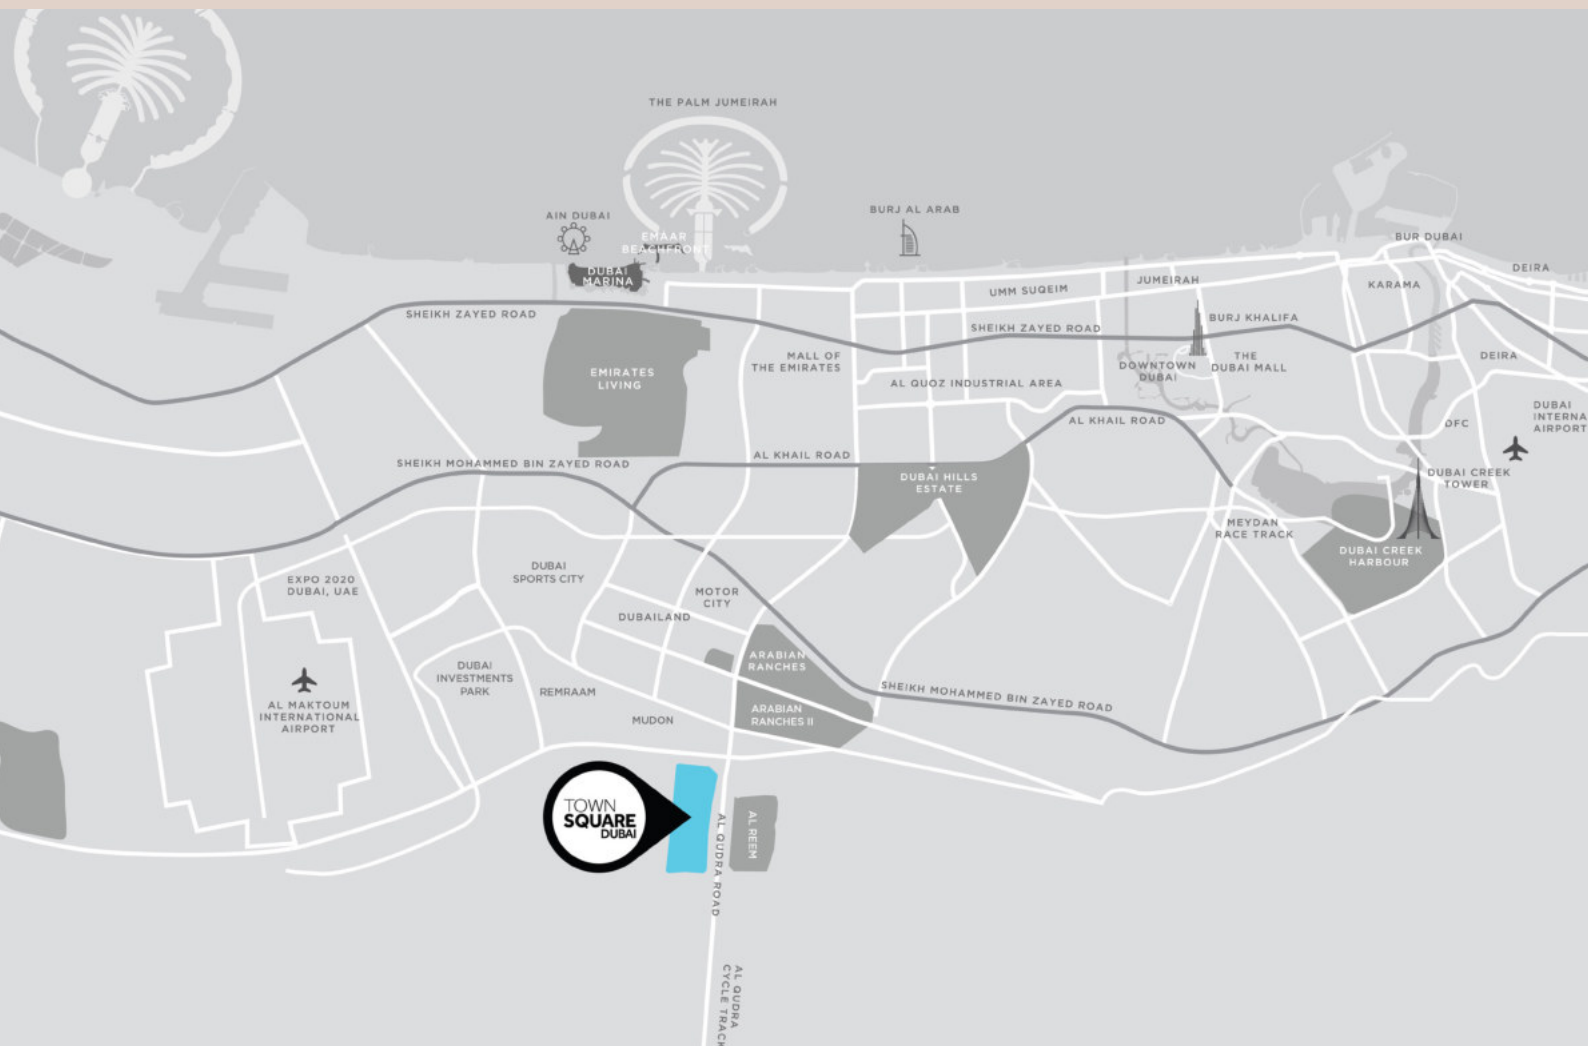 THE PALM JUMEIRAH
AIN DUBAI
BURJ AL ARAB
EMAAR
BEACHFRONT
BUR DUBAI
DUBAI
MARINA
DEIRA
JUMEIRAH
KARAMA
UMM SUQEIM
SHEIKH ZAYED ROAD
BURJ KHALIFA
SHEIKH ZAYED ROAD
MALL OF
THE EMIRATES
THE
DUBAI MALL
DEIRA
DOWNTOWN
DUBAI
EMIRATES
LIVING
AL QUOZ INDUSTRIAL AREA
DUBAI
INTERNA
AIRPORT
AL KHAIL ROAD
DFC
AL KHAIL ROAD
SHEIKH MOHAMMED BIN ZAYED ROAD
DUBAI HILLS
ESTATE
DUBAI CREEK
TOWER
MEYDAN
RACE TRACK
DUBAI CREEK
HARBOUR
DUBAI
SPORTS CITY
EXPO 2020
DUBAI, UAE
MOTOR
CITY
DUBAILAND
ARABIAN
RANCHES
DUBAI
INVESTMENTS
PARK
REMRAAM
SHEIKH MOHAMMED BIN ZAYED ROAD
AL MAKTOUM
INTERNATIONAL
AIRPORT
MUDON
ARABIAN
RANCHES II
TOWN
SQUARE
DUBAI
AL REEM
AL QUDRA ROAD
AL QUDRA
CYCLE TRACK